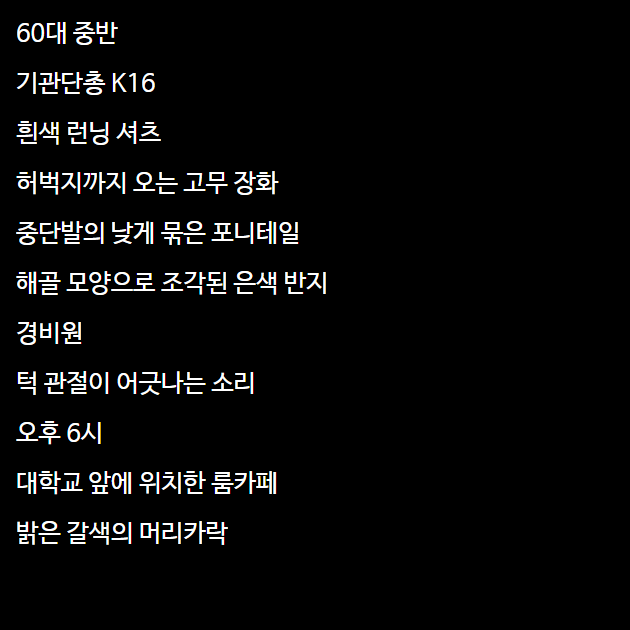 60대 중반
기관단총 K16
흰색 런닝 셔츠
허벅지까지 오는 고무 장화
중단발의 낮게 묶은 포니테일
해골 모양으로 조각된 은색 반지
경비원
턱 관절이 어긋나는 소리
오후 6시
대학교 앞에 위치한 룸카페
밝은 갈색의 머리카락